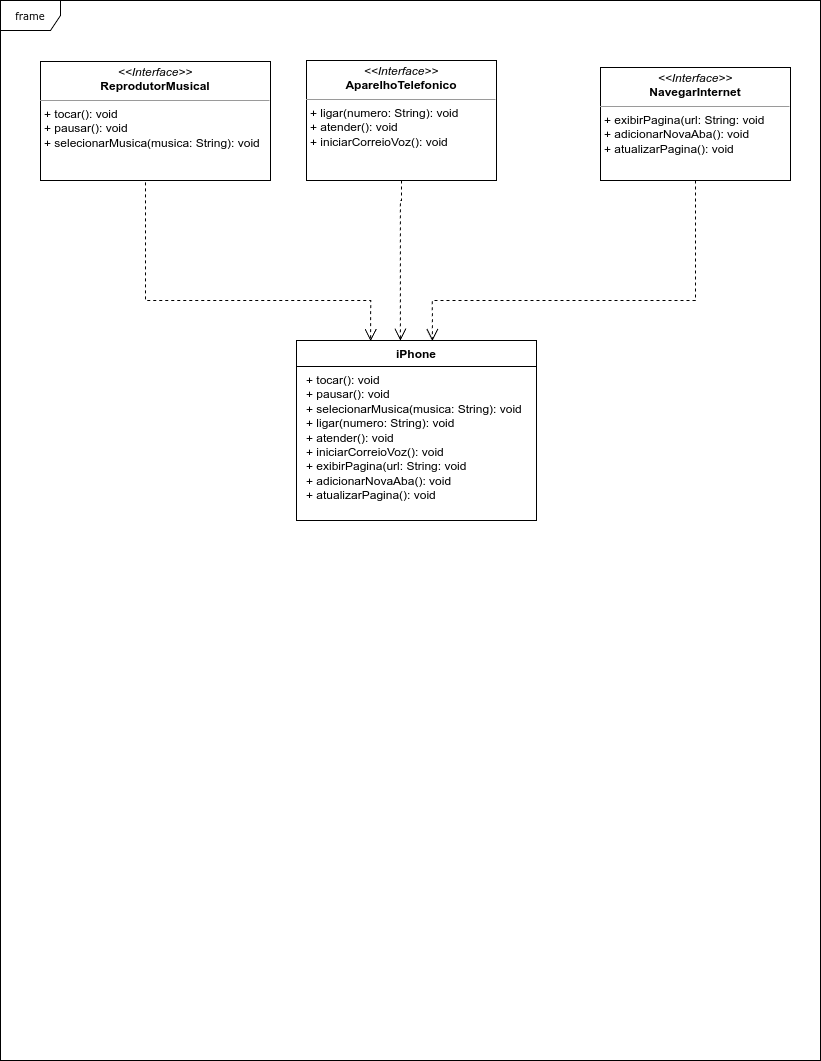 frame
<<Interface>>
ReprodutorMusical
+ tocar(): void
+ pausar(): void
+ selecionarMusica(musica: String): void
<<Interface>>
AparelhoTelefonico
+ ligar(numero: String): void
+ atender(): void
+ iniciarCorreioVoz(): void
<<Interface>>
NavegarInternet
+ exibirPagina(url: String: void
+ adicionarNovaAba(): void
+ atualizarPagina(): void
iPhone
+ tocar(): void
+ pausar(): void
+ selecionarMusica(musica: String): void
+ ligar(numero: String): void
+ atender(): void
+ iniciarCorreioVoz(): void
+ exibirPagina(url: String: void
+ adicionarNovaAba(): void
+ atualizarPagina(): void